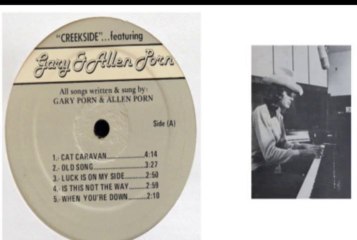 "CREEKSIDE"...featuring
Gary & Allen Porn
All songs written & sung by:
GARY PORN & ALLEN PORN
Side (A)
1.- CAT CARAVAN..............4:14
2.- OLD SONG....................3:27
3.- LUCK IS ON MY SIDE.......2:50
4.- IS THIS NOT THE WAY.....2:59
5.- WHEN YOU'RE DOWN.......2:10